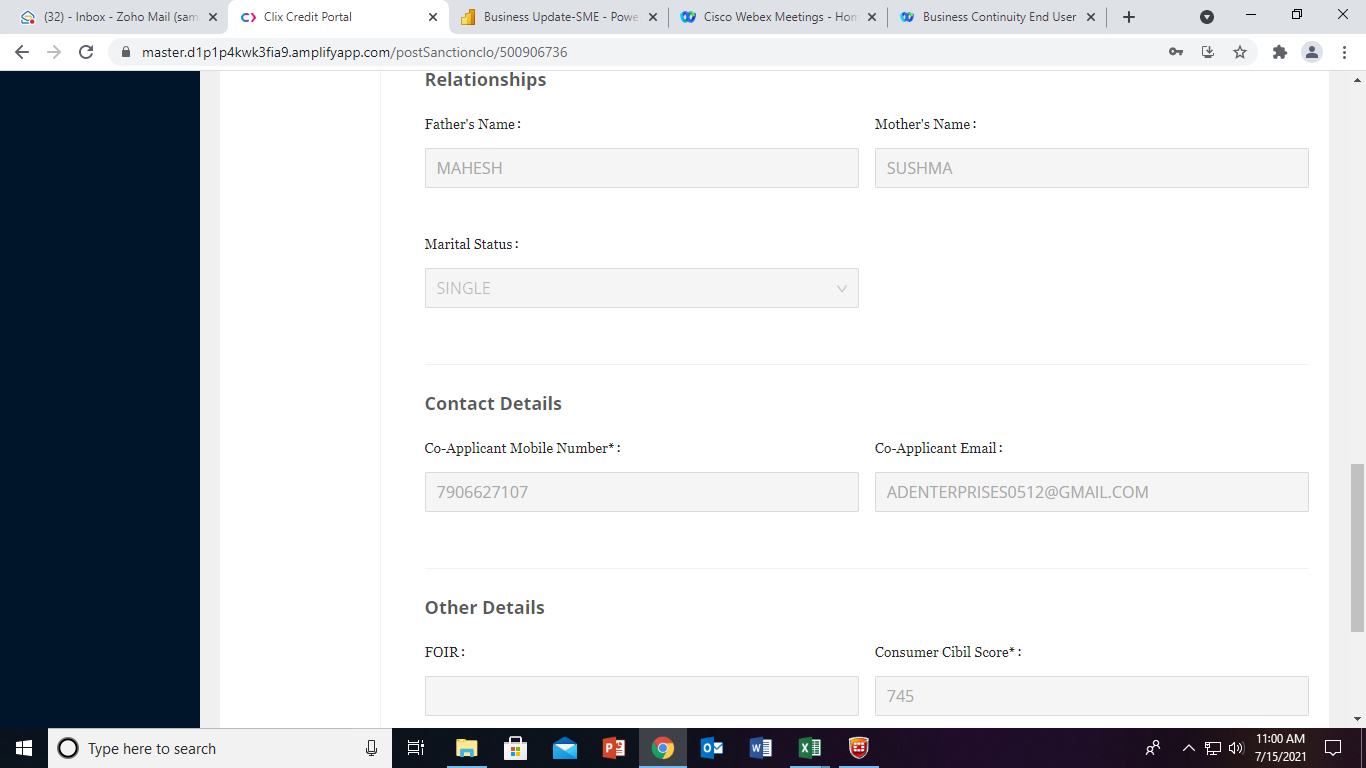 (32) - Inbox - Zoho Mail (sam
Clix Credit Portal
Business Update-SME - Powe
Cisco Webex Meetings - Hom
Business Continuity End User
master.d1p1p4kwk3fia9.amplifyapp.com/postSanctionclo/500906736
Relationships
Father's Name :
Mother's Name :
MAHESH
SUSHMA
Marital Status :
SINGLE
Contact Details
Co-Applicant Mobile Number* :
Co-Applicant Email :
7906627107
ADENTERPRISES0512@GMAIL.COM
Other Details
FOIR :
Consumer Cibil Score* :
745
Type here to search
11:00 AM
7/15/2021